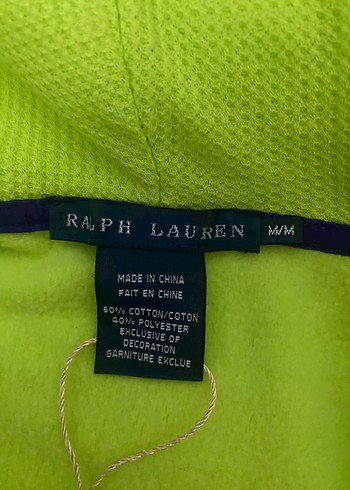 RALPH LAUREN M/M
MADE IN CHINA
FAIT EN CHINE
60% COTTON/COTON
40% POLYESTER
EXCLUSIVE OF
DECORATION
GARNITURE EXCLUE